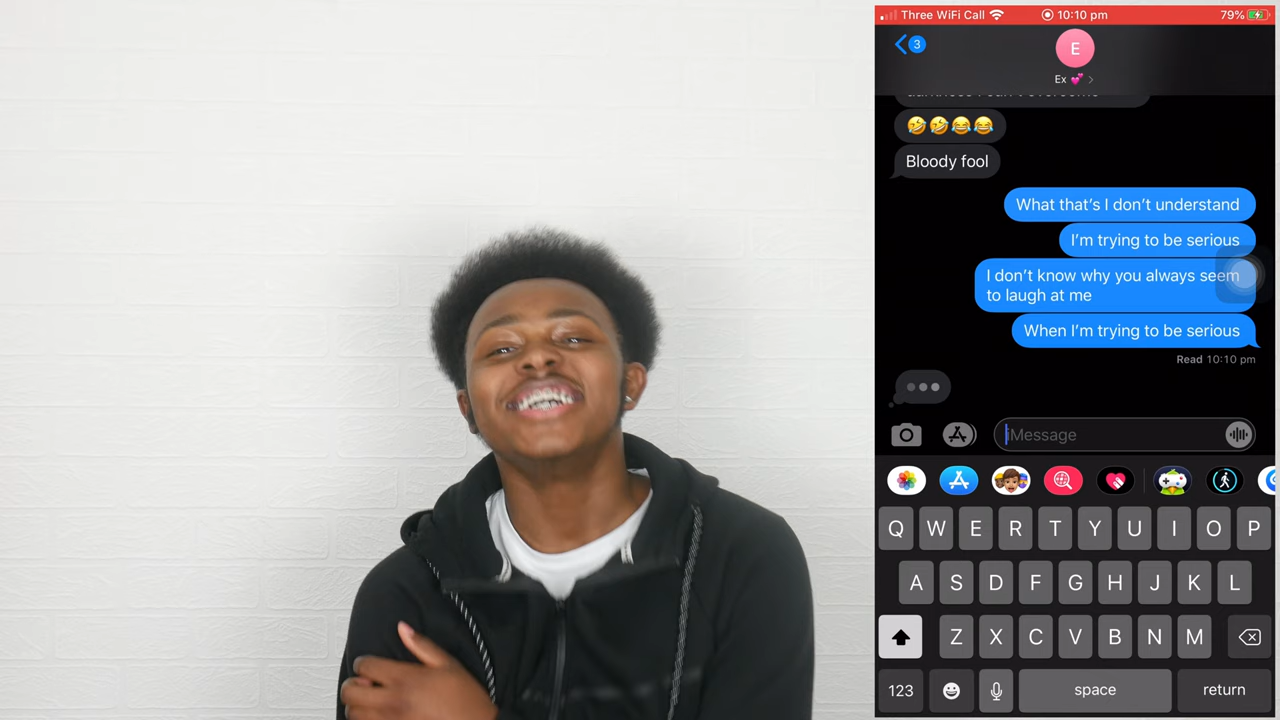 Three WiFi Call
10:10 pm
79%
3
E
Ex 💕
🤣🤣😂😂
Bloody fool
What that's I don't understand
I'm trying to be serious
I don't know why you always seem
to laugh at me
When I'm trying to be serious
Read 10:10 pm
iMessage
Q W E R T Y U I O P
A S D F G H J K L
Z X C V B N M
123
space
return